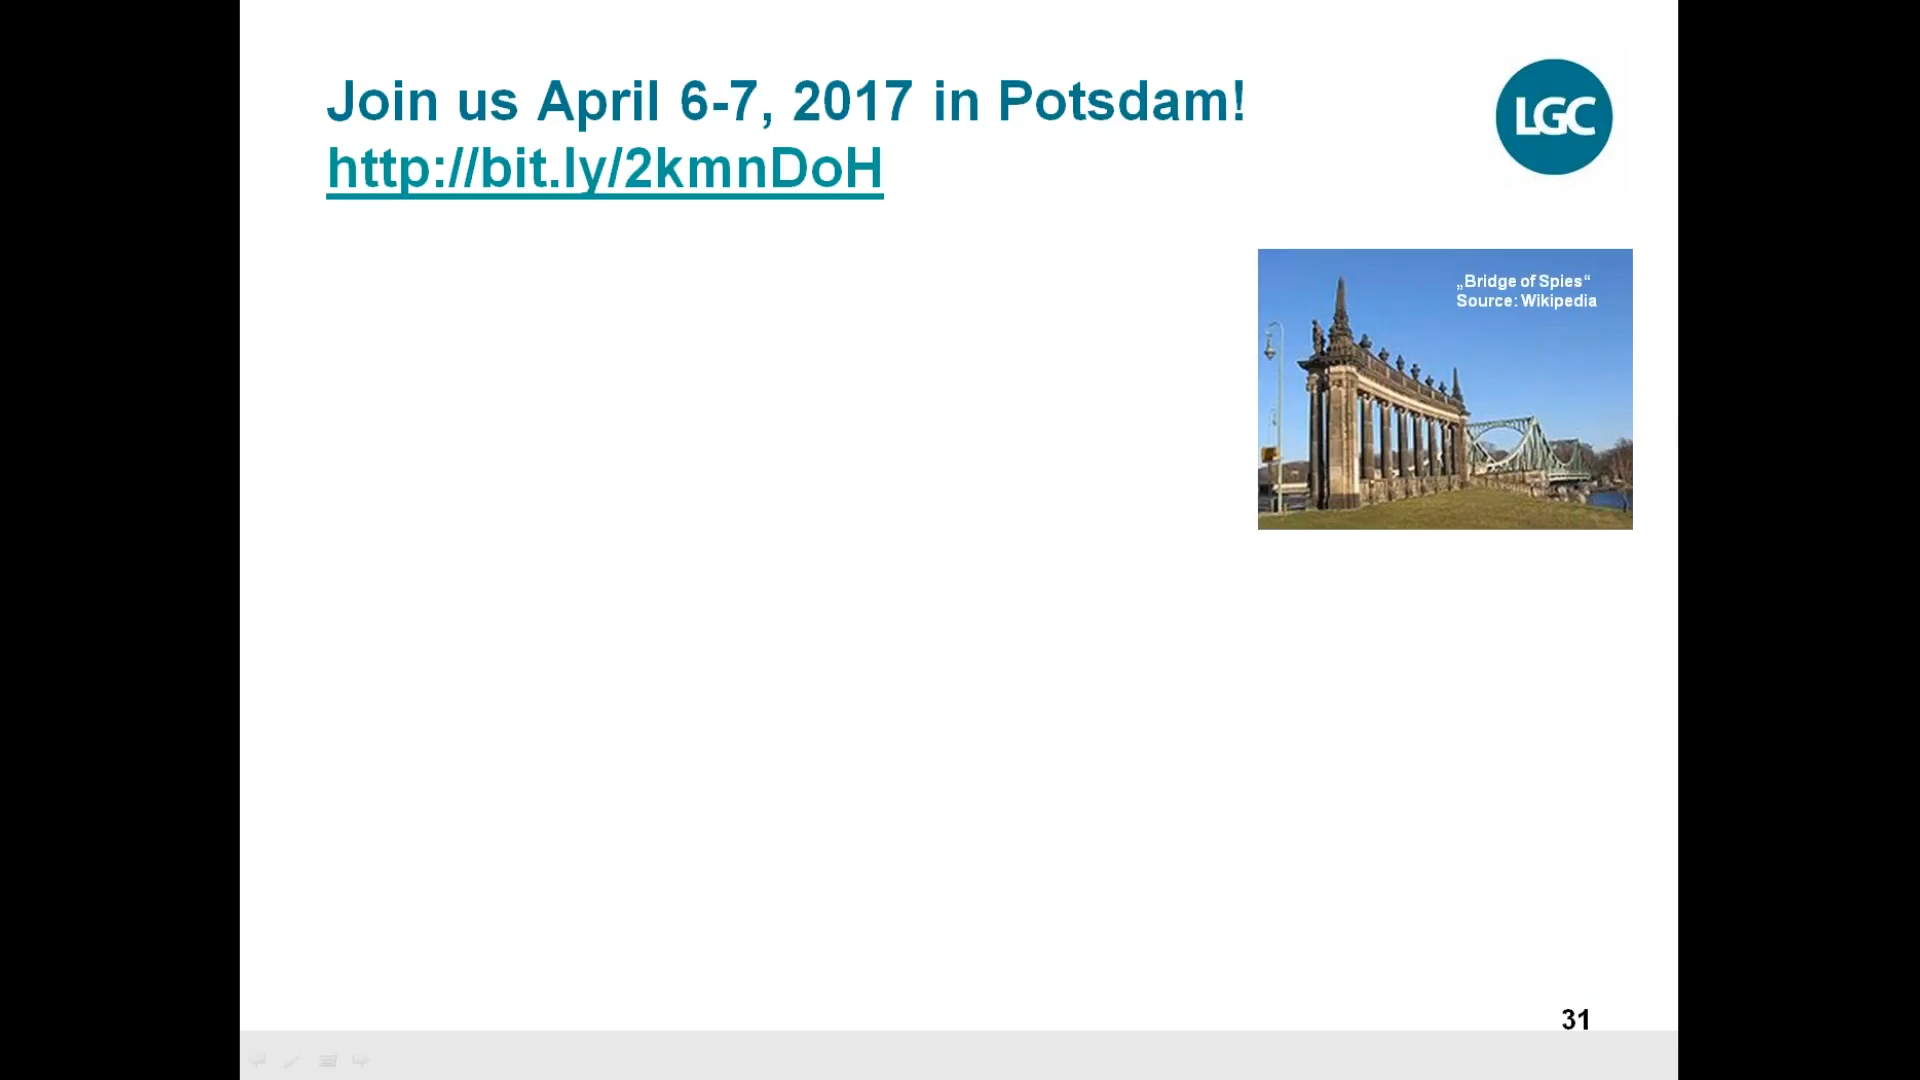 Join us April 6-7, 2017 in Potsdam!
http://bit.ly/2kmnDoH
LGC
„Bridge of Spies“
Source: Wikipedia
31